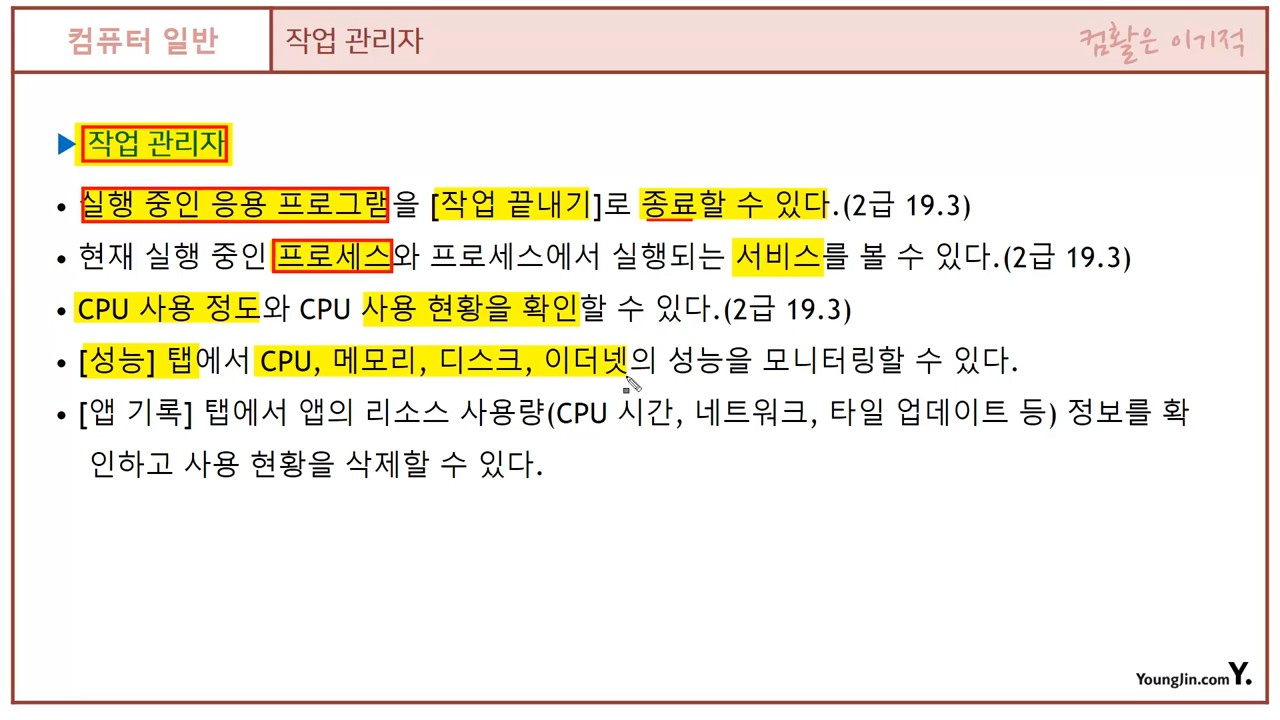 컴퓨터 일반
작업 관리자
컴활은 이기적
▶ 작업 관리자
• 실행 중인 응용 프로그램을 [작업 끝내기]로 종료할 수 있다.(2급 19.3)
• 현재 실행 중인 프로세스와 프로세스에서 실행되는 서비스를 볼 수 있다.(2급 19.3)
• CPU 사용 정도와 CPU 사용 현황을 확인할 수 있다.(2급 19.3)
• [성능] 탭에서 CPU, 메모리, 디스크, 이더넷의 성능을 모니터링할 수 있다.
• [앱 기록] 탭에서 앱의 리소스 사용량(CPU 시간, 네트워크, 타일 업데이트 등) 정보를 확
인하고 사용 현황을 삭제할 수 있다.
YoungJin.com Y.